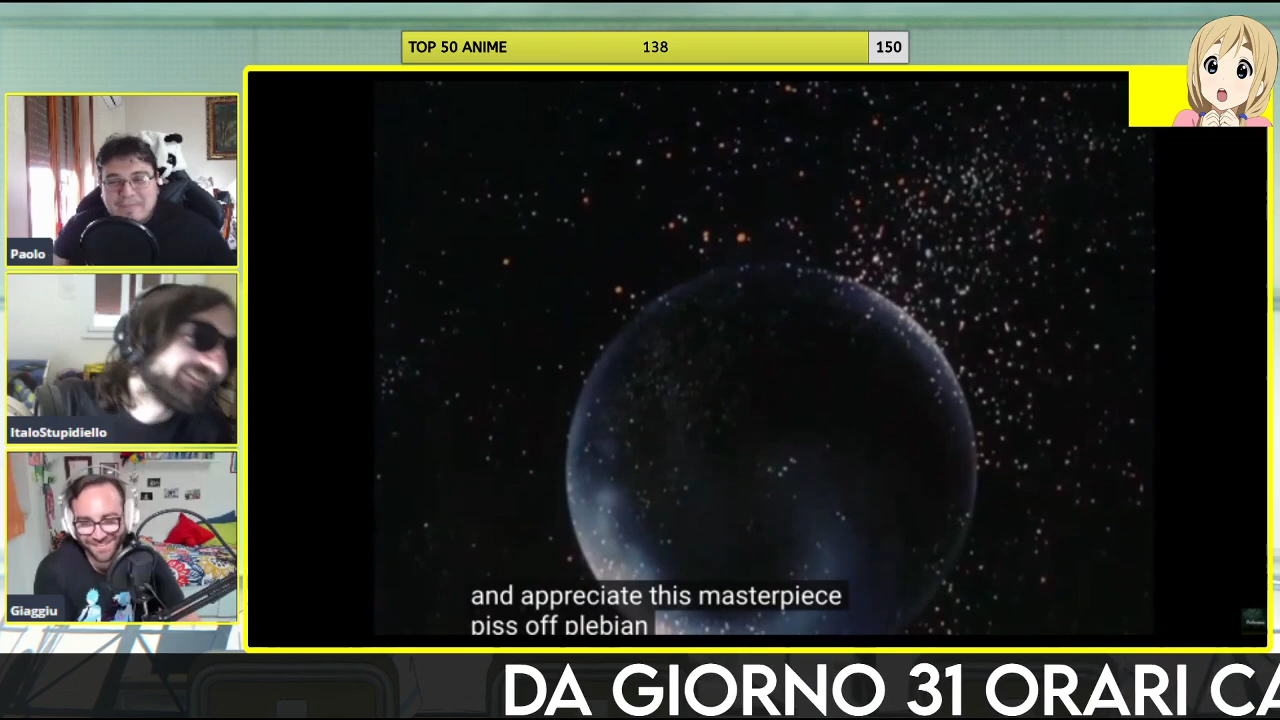 TOP 50 ANIME 138 150
Paolo
ItaloStupidiello
Giaggiu
and appreciate this masterpiece
piss off plebian
DA GIORNO 31 ORARI CA